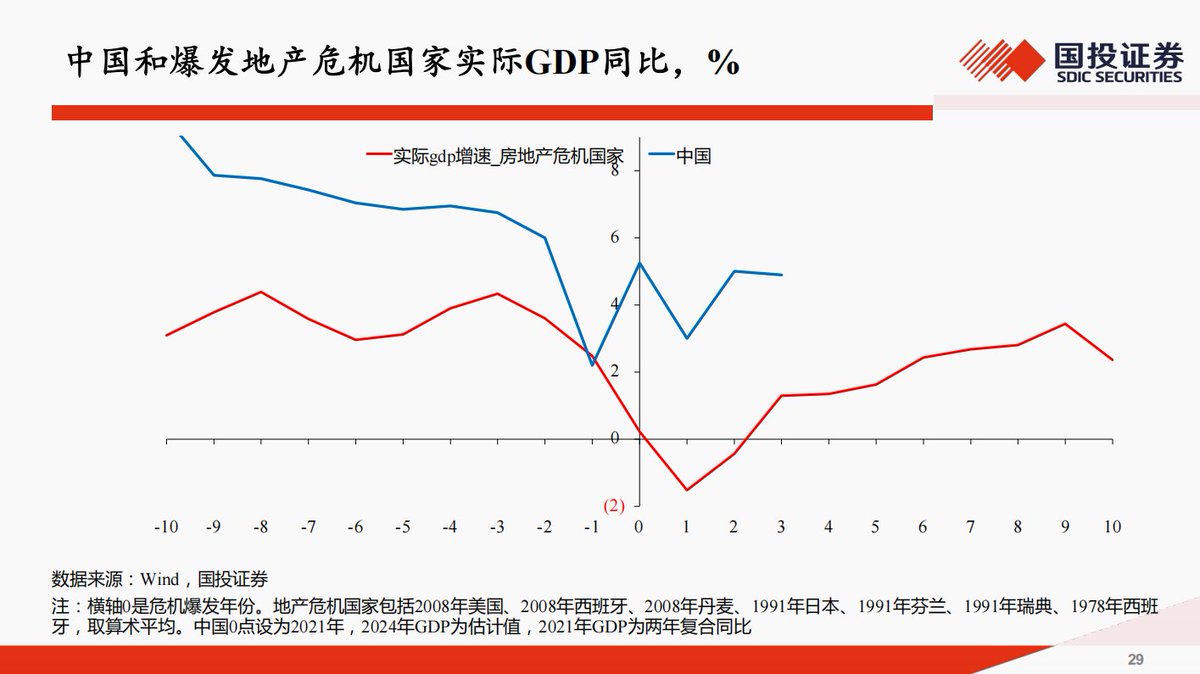 中国和爆发地产危机国家实际GDP同比，%
国投证券
SDIC SECURITIES
实际gdp增速_房地产危机国家
中国
8
6
4
2
0
(2)
-10 -9 -8 -7 -6 -5 -4 -3 -2 -1 0 1 2 3 4 5 6 7 8 9 10
数据来源：Wind，国投证券
注：横轴0是危机爆发年份。地产危机国家包括2008年美国、2008年西班牙、2008年丹麦、1991年日本、1991年芬兰、1991年瑞典、1978年西班
牙，取算术平均。中国0点设为2021年，2024年GDP为估计值，2021年GDP为两年复合同比
29